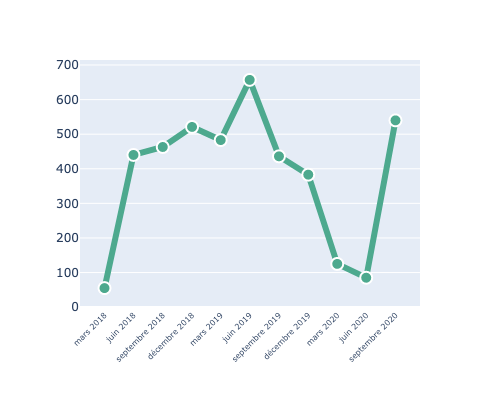 700
600
500
400
300
200
100
0
mars 2018
juin 2018
septembre 2018
décembre 2018
mars 2019
juin 2019
septembre 2019
décembre 2019
mars 2020
juin 2020
septembre 2020